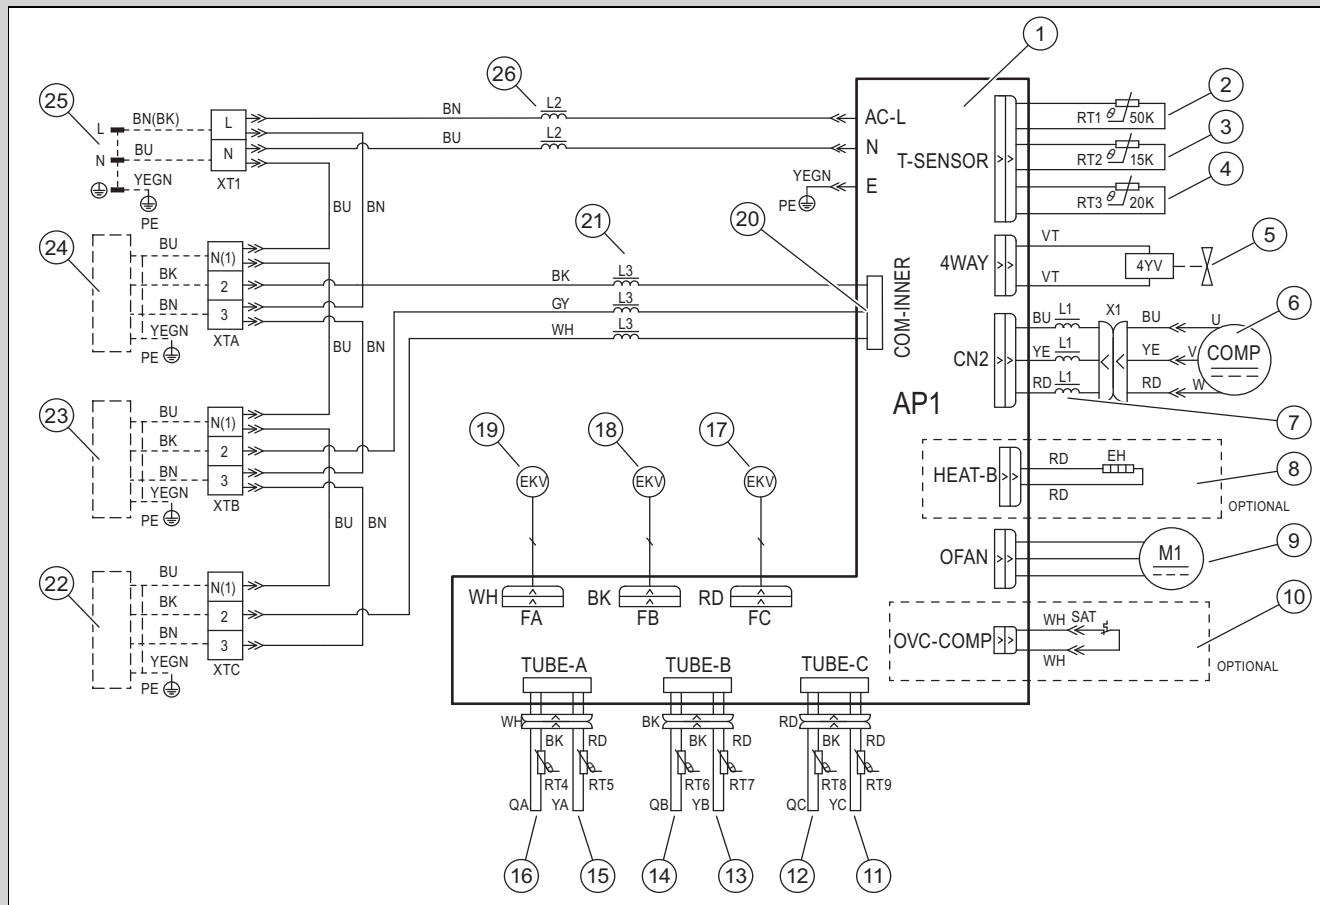 1
26
25
L2
BN
AC-L
2
L
BN(BK)
L
RT1
50K
L2
3
N
BU
N
BU
N
T-SENSOR
RT2
15K
YEGN
XT1
YEGN
E
4
PE
PE
RT3
20K
BU
BN
21
20
24
BU
N(1)
VT
5
4WAY
4YV
BK
2
BK
L3
VT
BN
3
GY
L3
COM-INNER
YEGN
XTA
WH
L3
BU
L1
X1
BU
U
6
PE
BU
BN
CN2
YE
L1
YE
V
COMP
RD
L1
RD
W
AP1
23
BU
N(1)
19
18
17
7
BK
2
HEAT-B
RD
EH
8
BN
3
EKV
EKV
EKV
RD
YEGN
XTB
OPTIONAL
PE
BU
BN
OFAN
M1
9
22
BU
N(1)
WH
BK
RD
10
BK
2
FA
FB
FC
WH
SAT
BN
3
OVC-COMP
WH
YEGN
XTC
TUBE-A
TUBE-B
TUBE-C
OPTIONAL
PE
WH
BK
RD
BK
RD
BK
RD
BK
RD
RT4
RT5
RT6
RT7
RT8
RT9
QA
YA
QB
YB
QC
YC
16
15
14
13
12
11